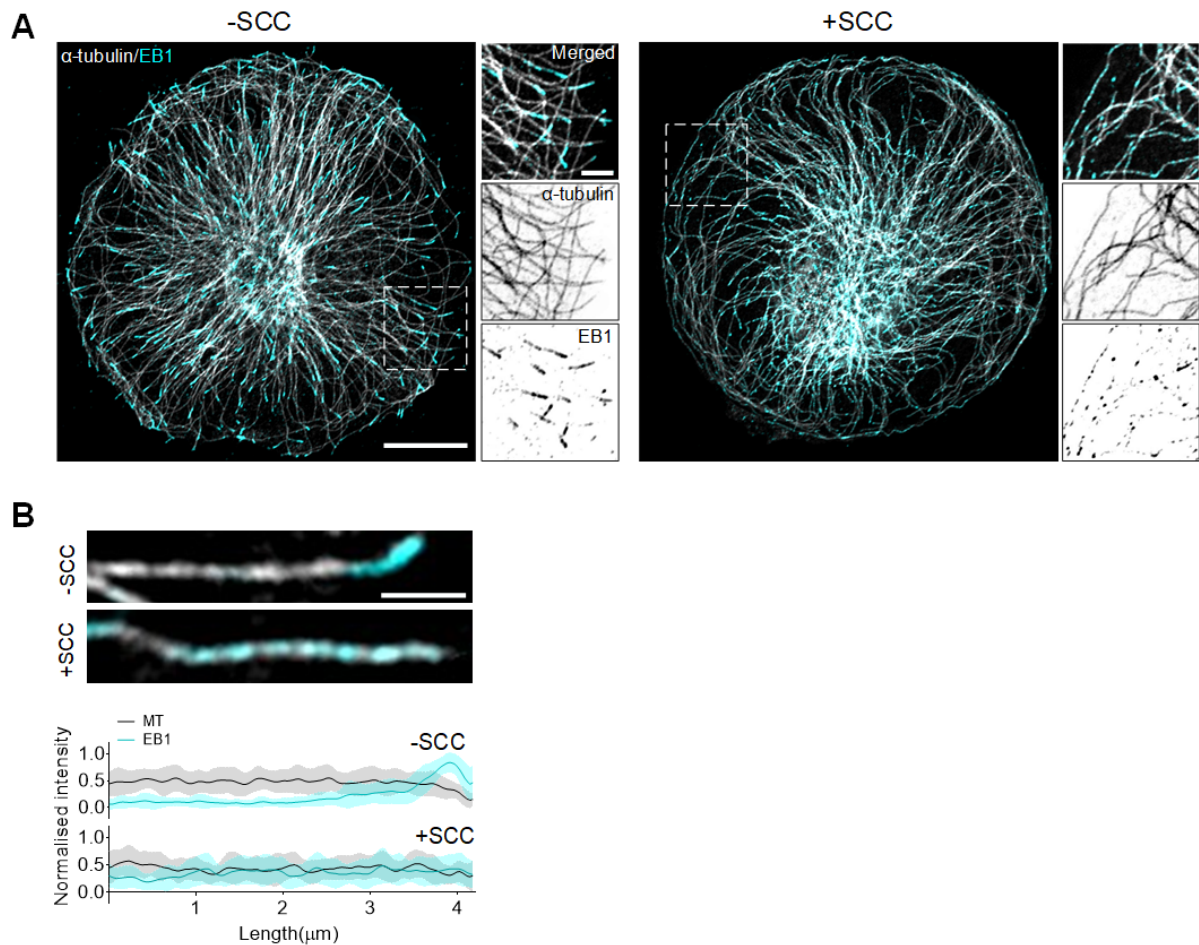 A
-SCC
+SCC
α-tubulin/EB1
Merged
α-tubulin
EB1
B
-SCC
+SCC
MT
EB1
-SCC
1.0
0.5
0.0
+SCC
1.0
0.5
0.0
Normalised intensity
1 2 3 4
Length(μm)